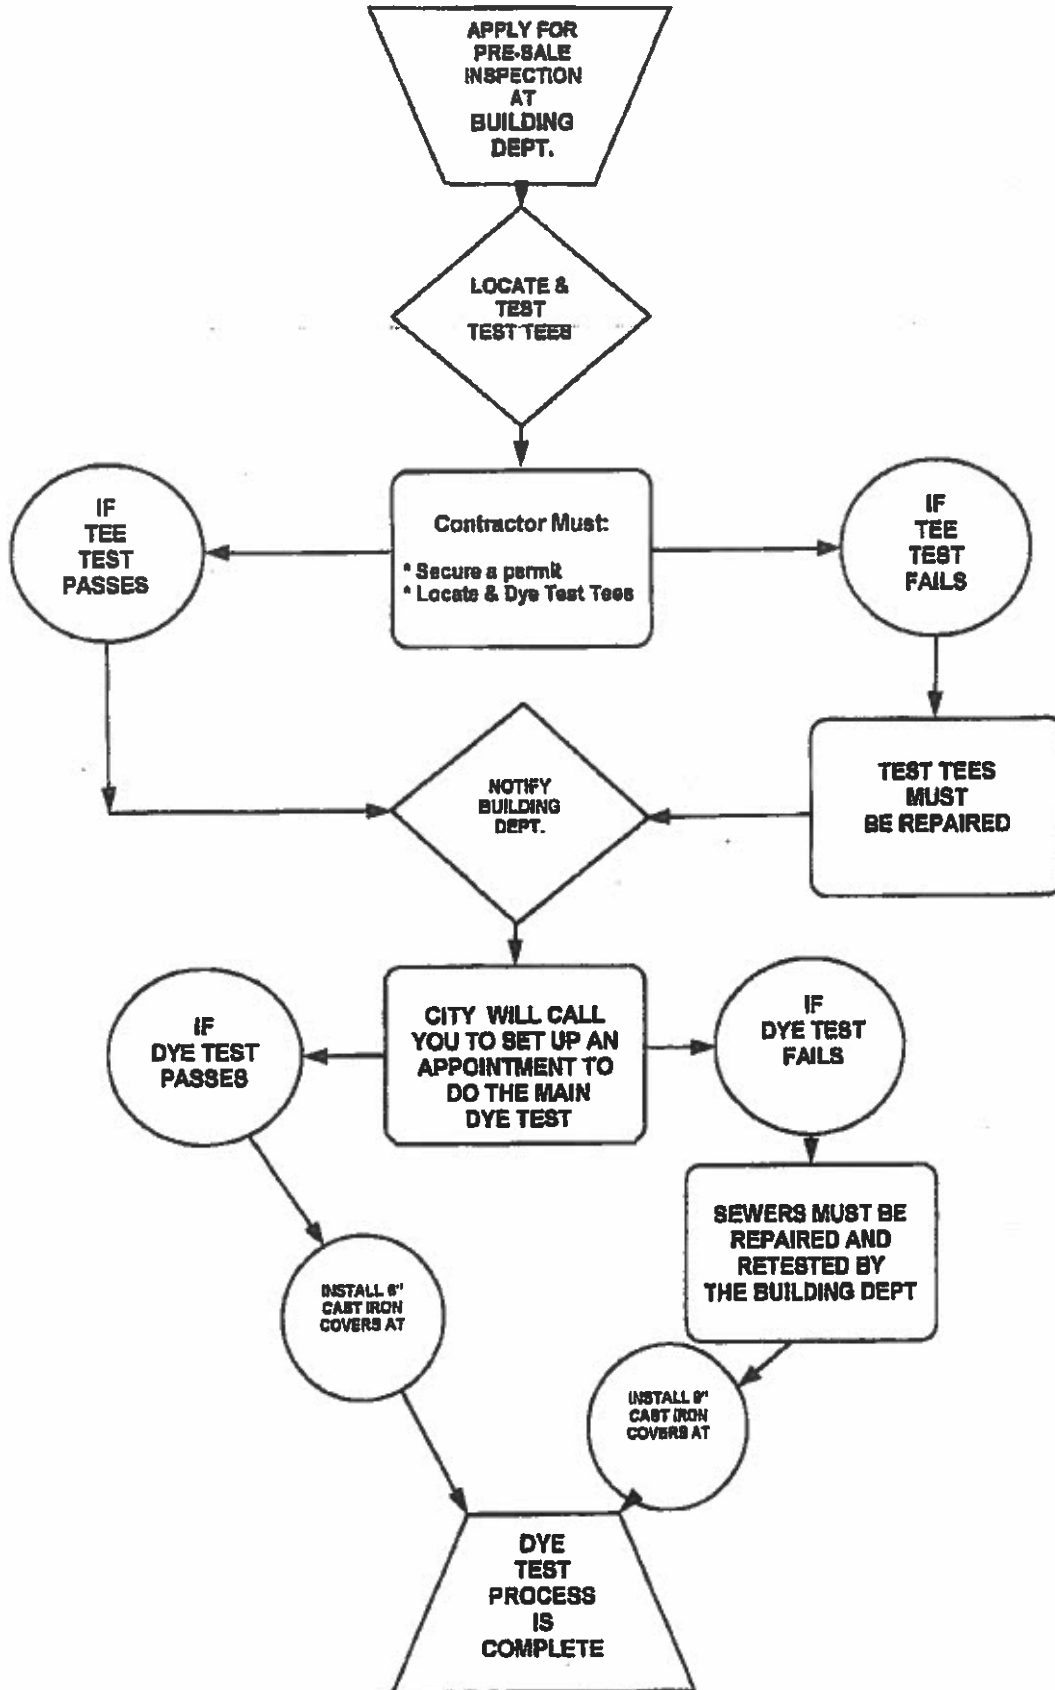 APPLY FOR
PRE-SALE
INSPECTION
AT
BUILDING
DEPT.
LOCATE &
TEST
TEST TEES
IF
TEE
TEST
PASSES
Contractor Must:
* Secure a permit
* Locate & Dye Test Tees
IF
TEE
TEST
FAILS
NOTIFY
BUILDING
DEPT.
TEST TEES
MUST
BE REPAIRED
IF
DYE TEST
PASSES
CITY WILL CALL
YOU TO SET UP AN
APPOINTMENT TO
DO THE MAIN
DYE TEST
IF
DYE TEST
FAILS
SEWERS MUST BE
REPAIRED AND
RETESTED BY
THE BUILDING DEPT
INSTALL
CAST IRON
COVERS AT
INSTALL
CAST IRON
COVERS AT
DYE
TEST
PROCESS
IS
COMPLETE